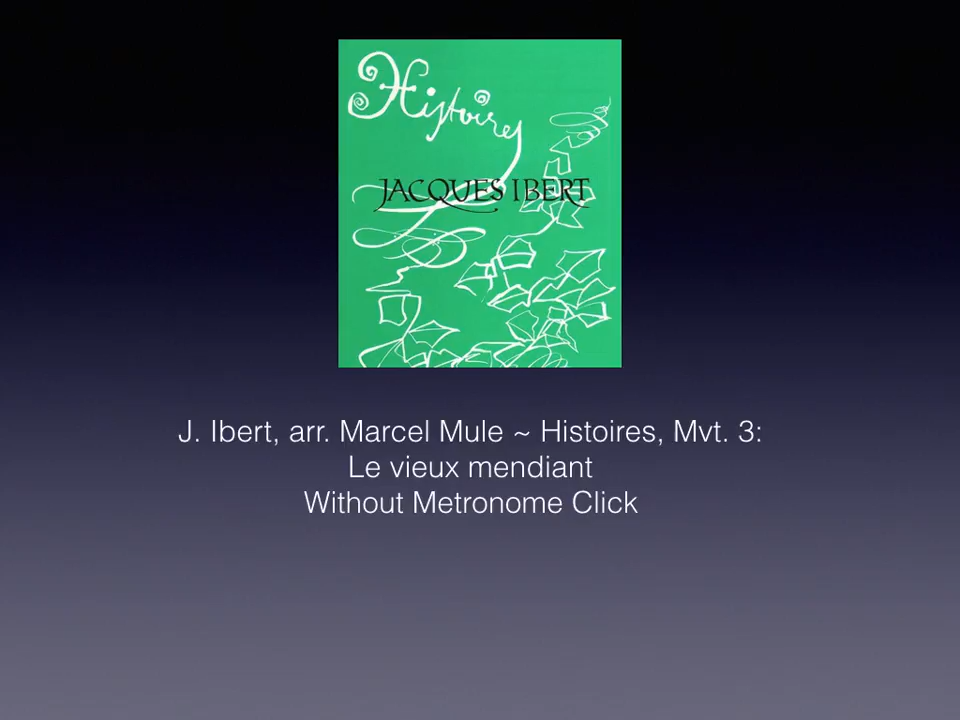 Histoires
JACQUES IBERT
J. Ibert, arr. Marcel Mule ~ Histoires, Mvt. 3:
Le vieux mendiant
Without Metronome Click